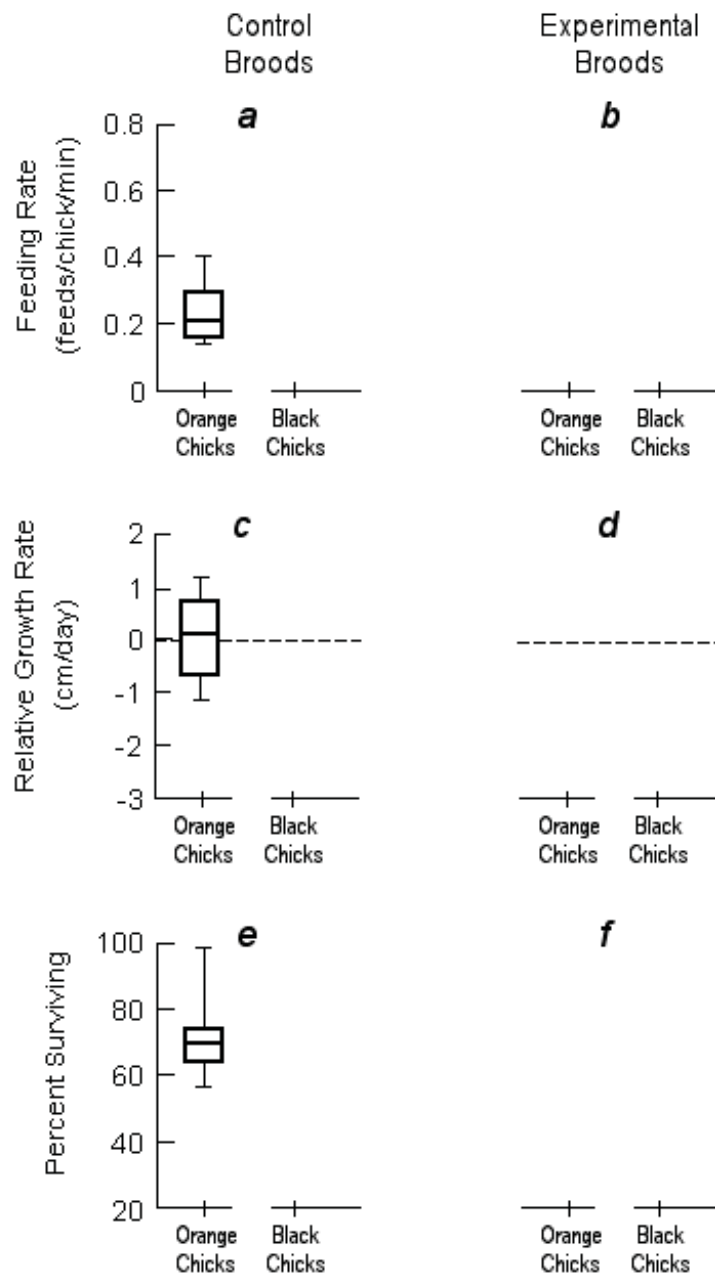 Control
Broods
Experimental
Broods
a
b
Feeding Rate
(feeds/chick/min)
0.8
0.6
0.4
0.2
0
Orange
Chicks
Black
Chicks
Orange
Chicks
Black
Chicks
c
d
Relative Growth Rate
(cm/day)
2
1
0
-1
-2
-3
Orange
Chicks
Black
Chicks
Orange
Chicks
Black
Chicks
e
f
Percent Surviving
100
80
60
40
20
Orange
Chicks
Black
Chicks
Orange
Chicks
Black
Chicks